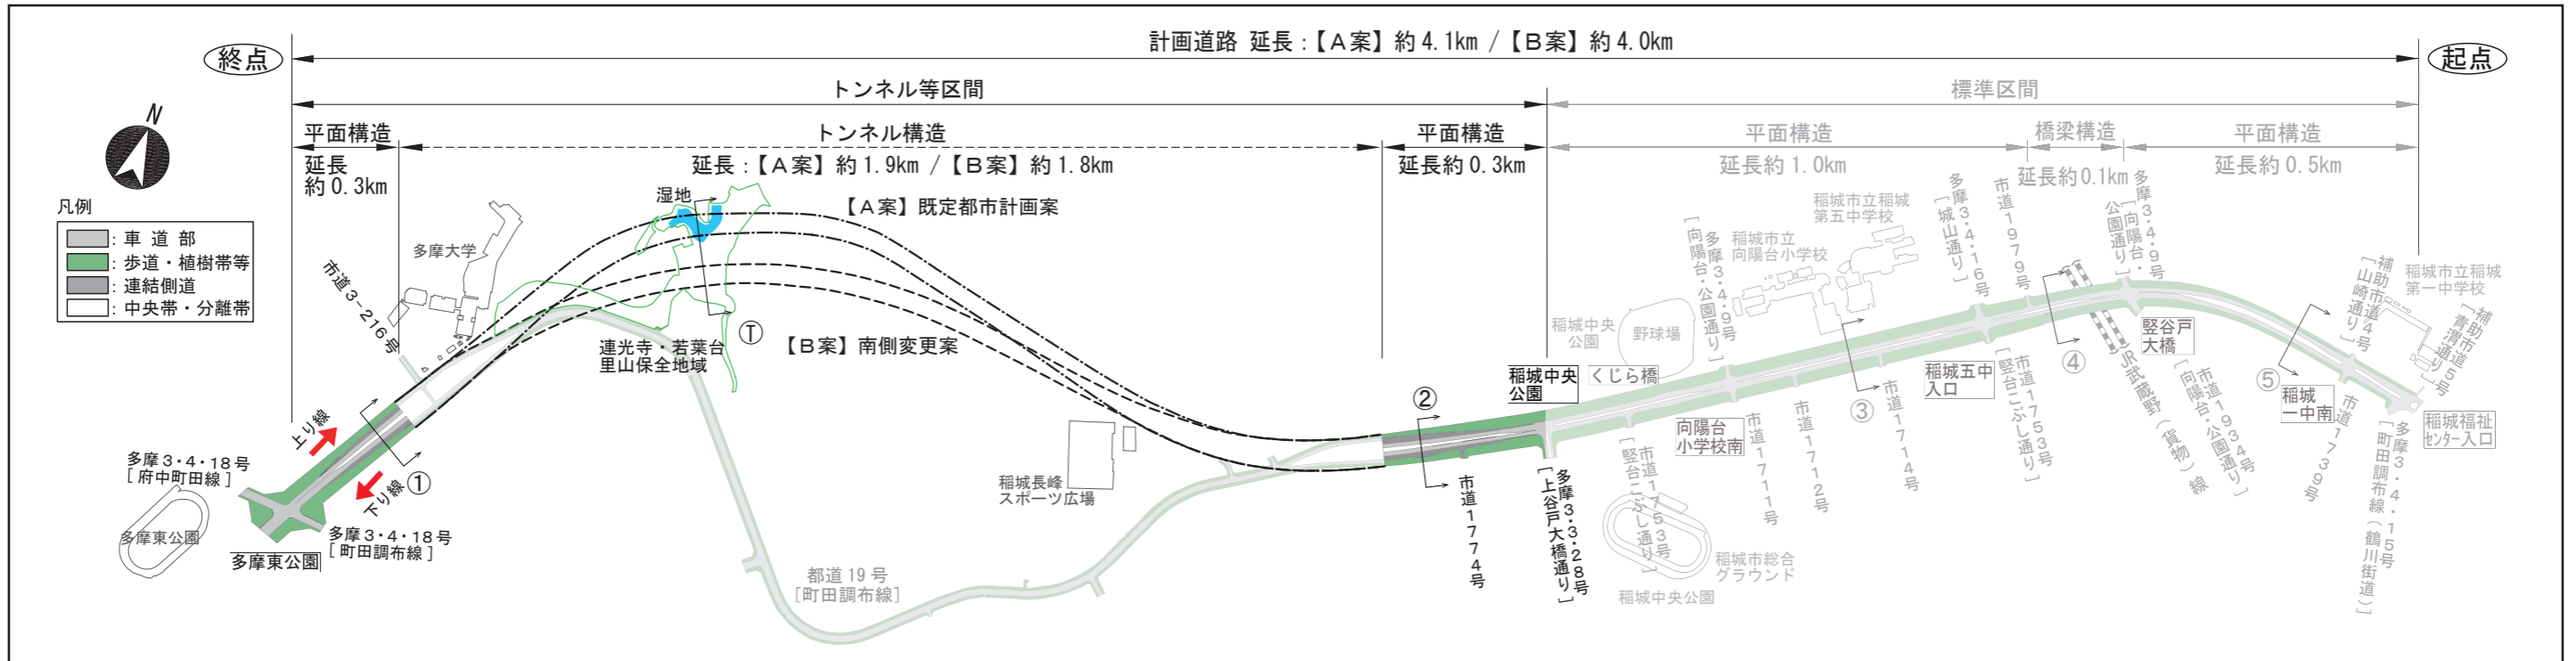 計画道路 延長：【A案】約4.1km /【B案】約4.0km
終点
起点
トンネル等区間
標準区間
平面構造
トンネル構造
平面構造
平面構造
橋梁構造
平面構造
延長
約0.3km
延長：【A案】約1.9km /【B案】約1.8km
延長約0.3km
延長約1.0km
延長約0.1km
延長約0.5km
N
凡例
：車道部
：歩道・植樹帯等
：連結側道
：中央帯・分離帯
市道3-216号
多摩大学
湿地
【A案】既定都市計画案
Ⓣ
【B案】南側変更案
連光寺・若葉台
里山保全地域
上り線
下り線
①
多摩3・4・18号
[府中町田線]
多摩東公園
多摩東公園
多摩3・4・18号
[町田調布線]
都道19号
[町田調布線]
稲城長峰
スポーツ広場
②
市道1774号
稲城中央
公園
多摩3・3・28号
[上谷戸大橋通り]
稲城中央
公園
野球場
くじら橋
多摩3・4・9号
[向陽台・公園通り]
稲城市立
向陽台小学校
稲城市立稲城
第五中学校
向陽台
小学校南
市道1753号
[竪台こぶし通り]
稲城市総合
グラウンド
稲城中央公園
市道1711号
市道1712号
③
市道1714号
稲城五中
入口
多摩3・4・16号
[城山通り]
市道1979号
市道1753号
[竪台こぶし通り]
④
JR武蔵野(貨物)線
多摩3・4・9号
[向陽台・
公園通り]
竪谷戸
大橋
市道1934号
[向陽台・公園通り]
⑤
稲城
一中南
補助市道4号
[山崎通り]
稲城市立稲城
第一中学校
補助市道5号
[青渭通り]
市道1739号
多摩3・4・15号
[町田調布線(鶴川街道)]
稲城福祉
センター入口